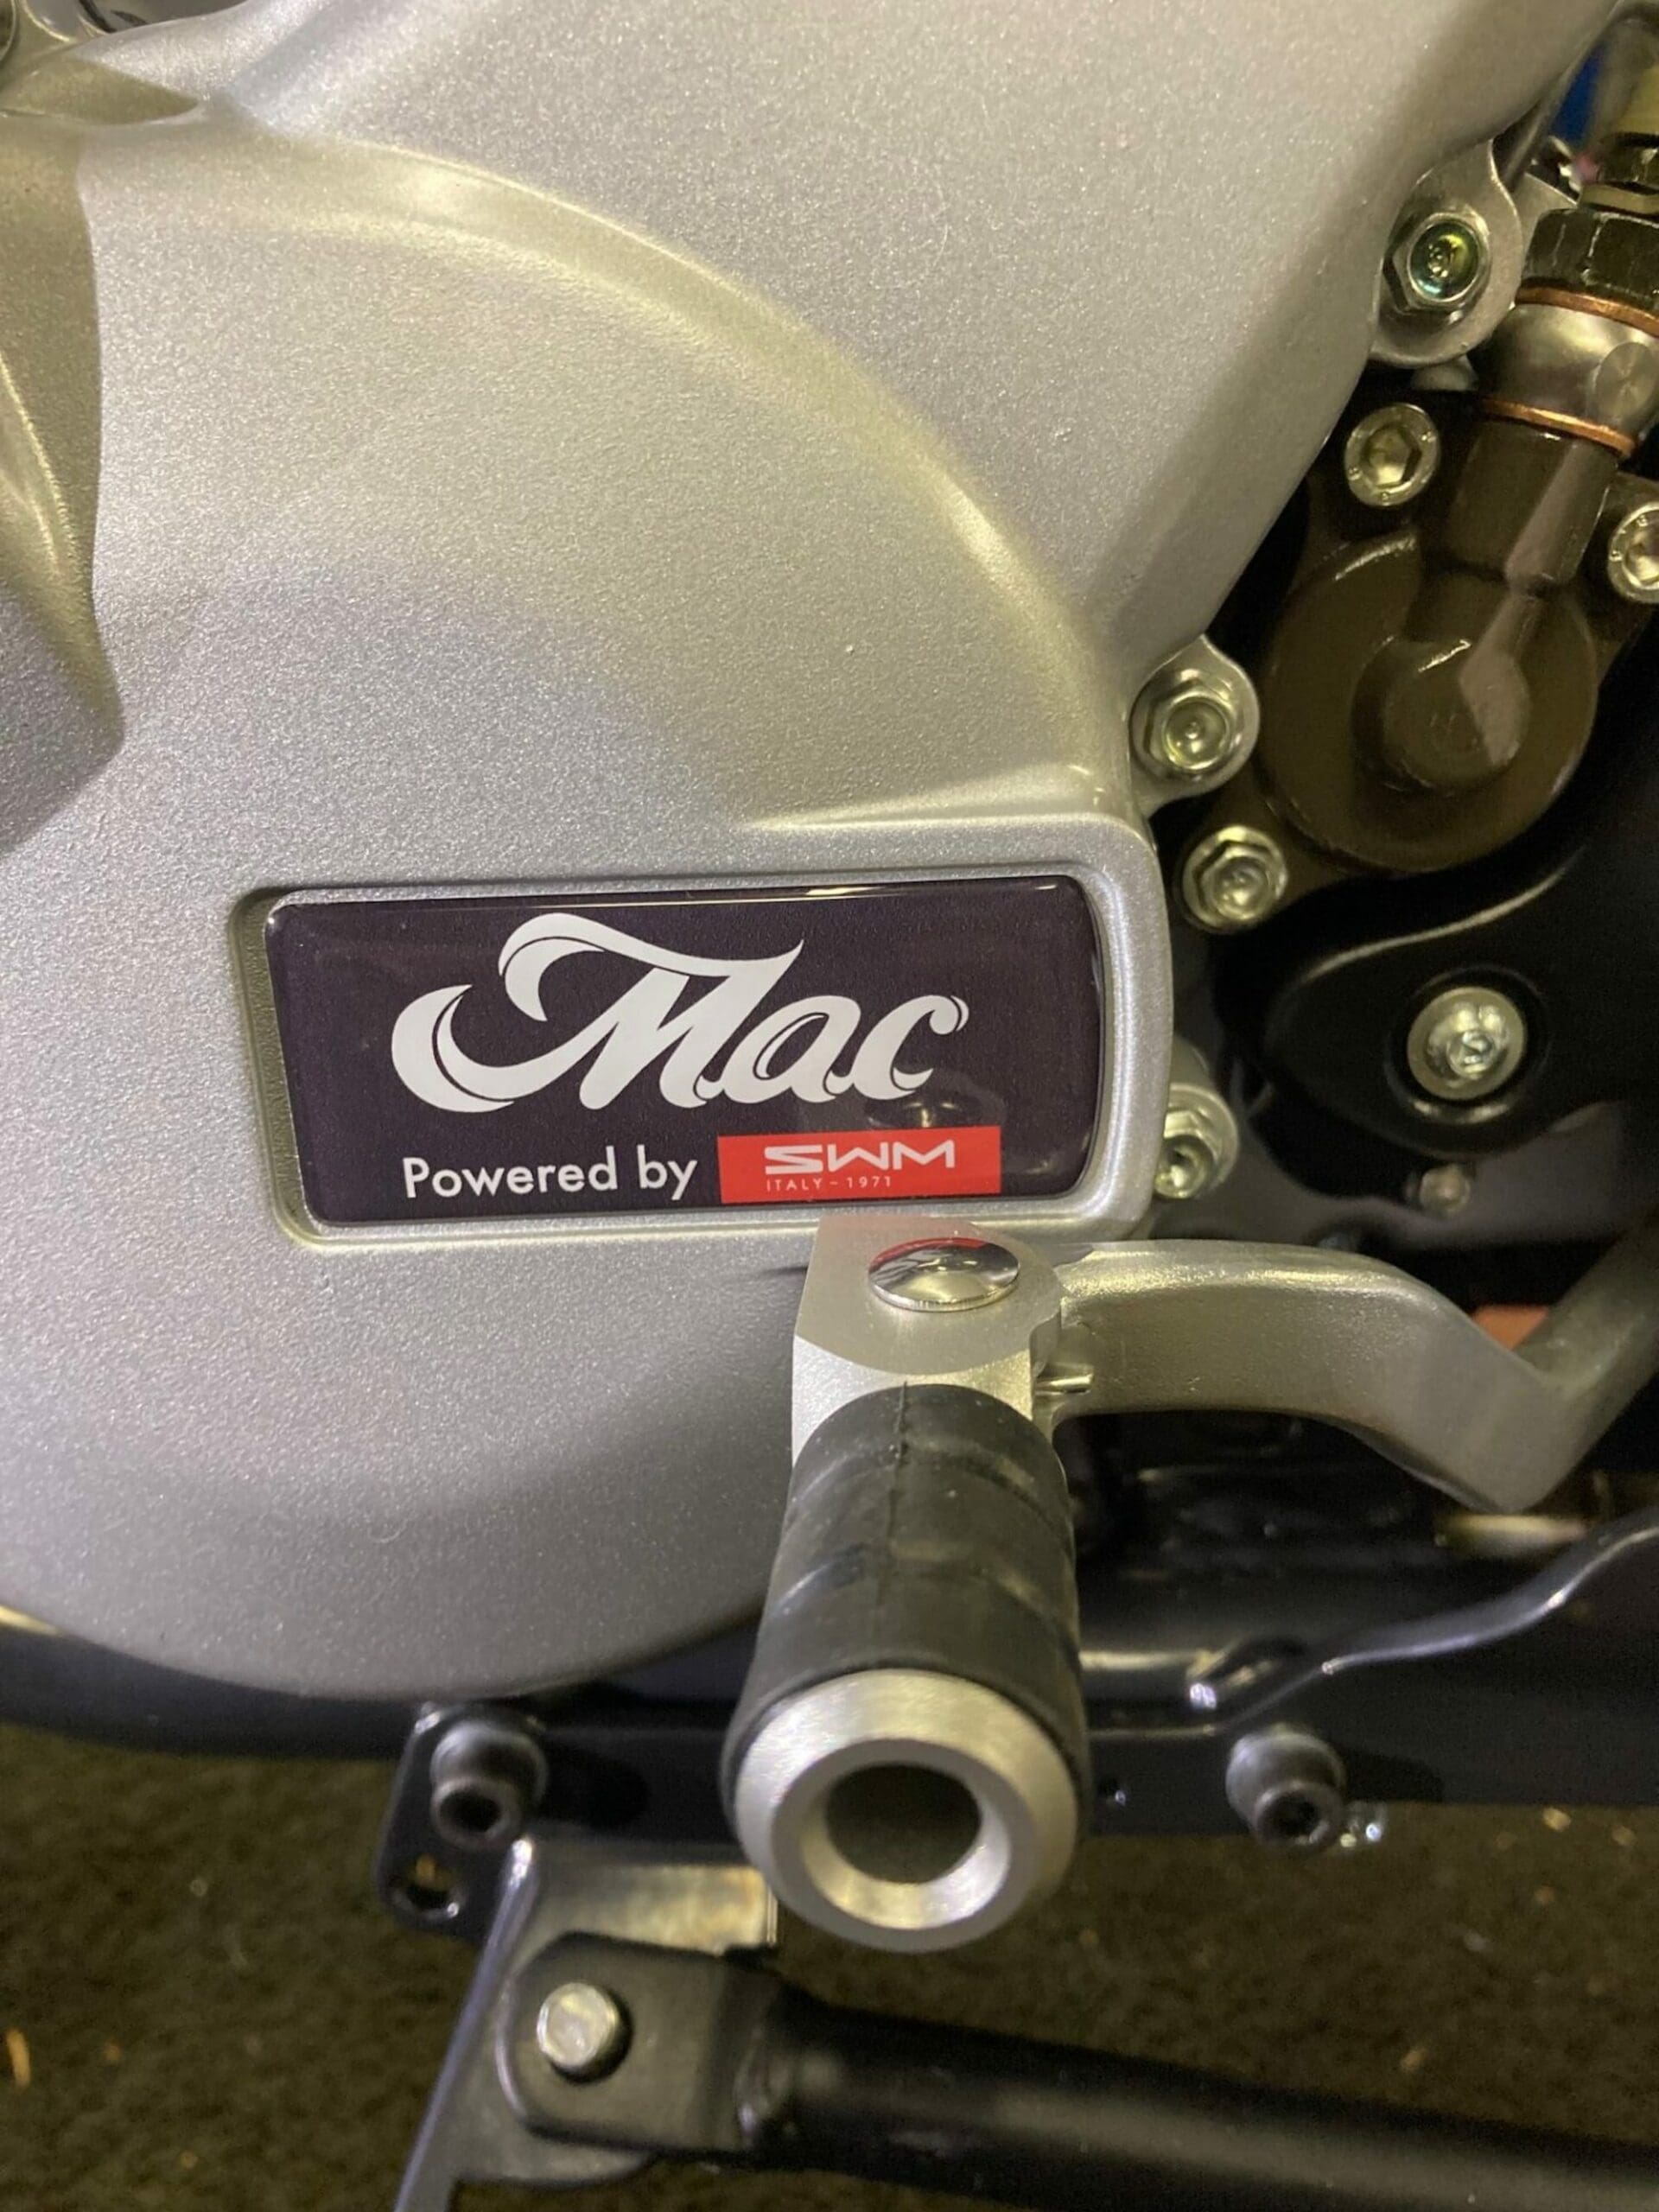 Mac
Powered by SWM
ITALY - 1971